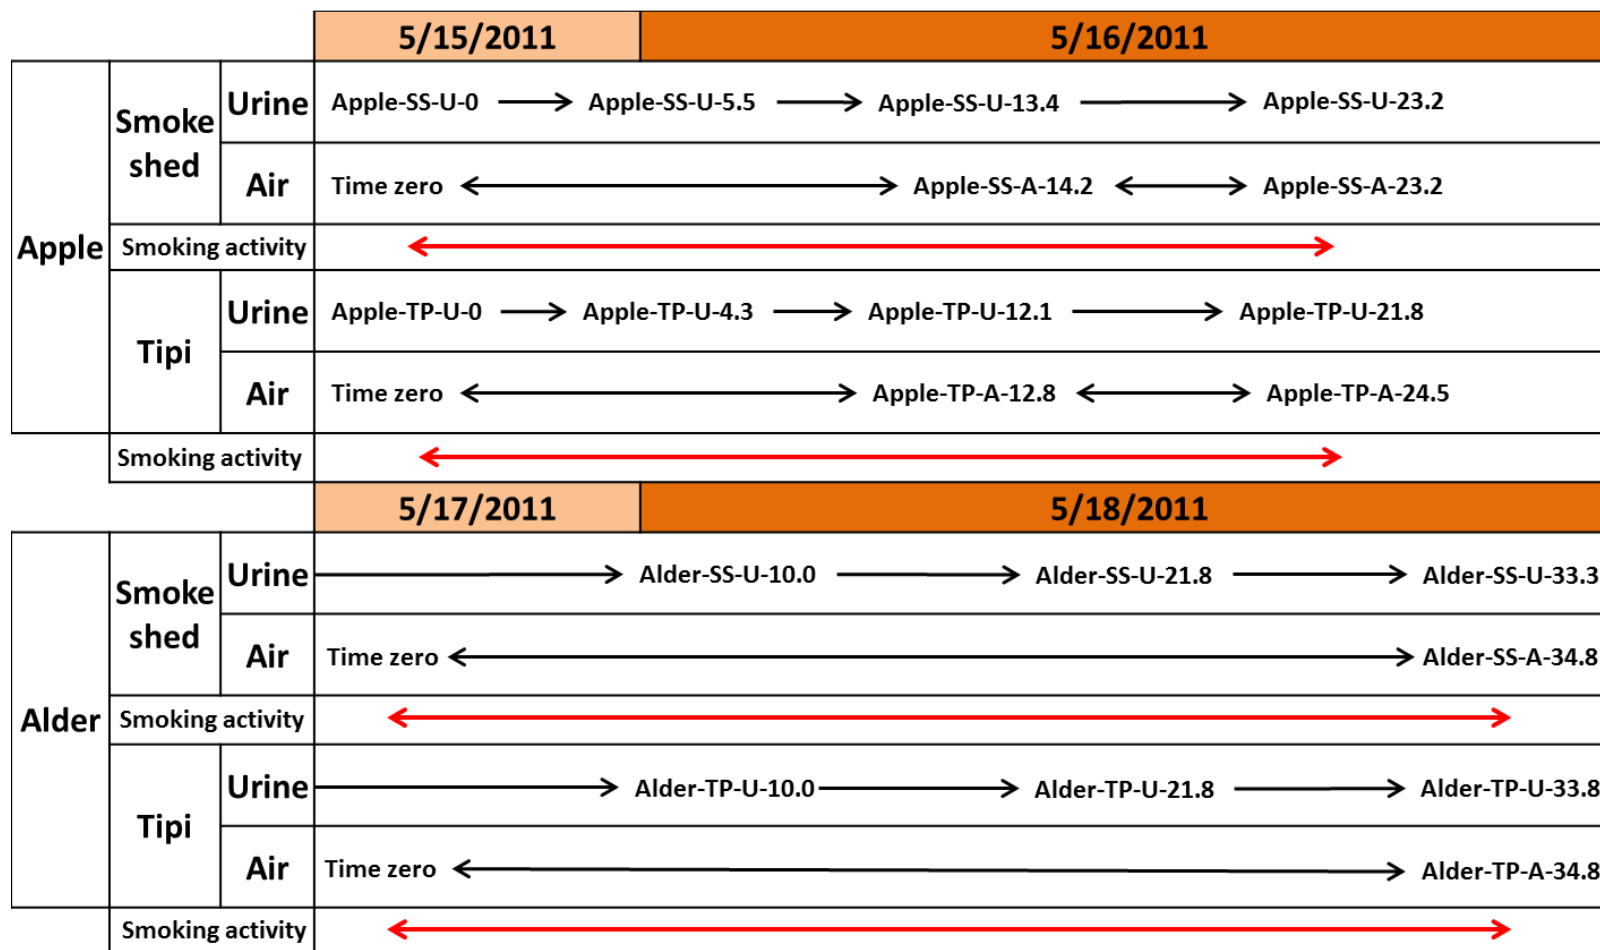 5/15/2011 5/16/2011
Apple
Smoke shed
Urine Apple-SS-U-0 Apple-SS-U-5.5 Apple-SS-U-13.4 Apple-SS-U-23.2
Air Time zero Apple-SS-A-14.2 Apple-SS-A-23.2
Smoking activity
Tipi
Urine Apple-TP-U-0 Apple-TP-U-4.3 Apple-TP-U-12.1 Apple-TP-U-21.8
Air Time zero Apple-TP-A-12.8 Apple-TP-A-24.5
Smoking activity
5/17/2011 5/18/2011
Alder
Smoke shed
Urine Alder-SS-U-10.0 Alder-SS-U-21.8 Alder-SS-U-33.3
Air Time zero Alder-SS-A-34.8
Smoking activity
Tipi
Urine Alder-TP-U-10.0 Alder-TP-U-21.8 Alder-TP-U-33.8
Air Time zero Alder-TP-A-34.8
Smoking activity